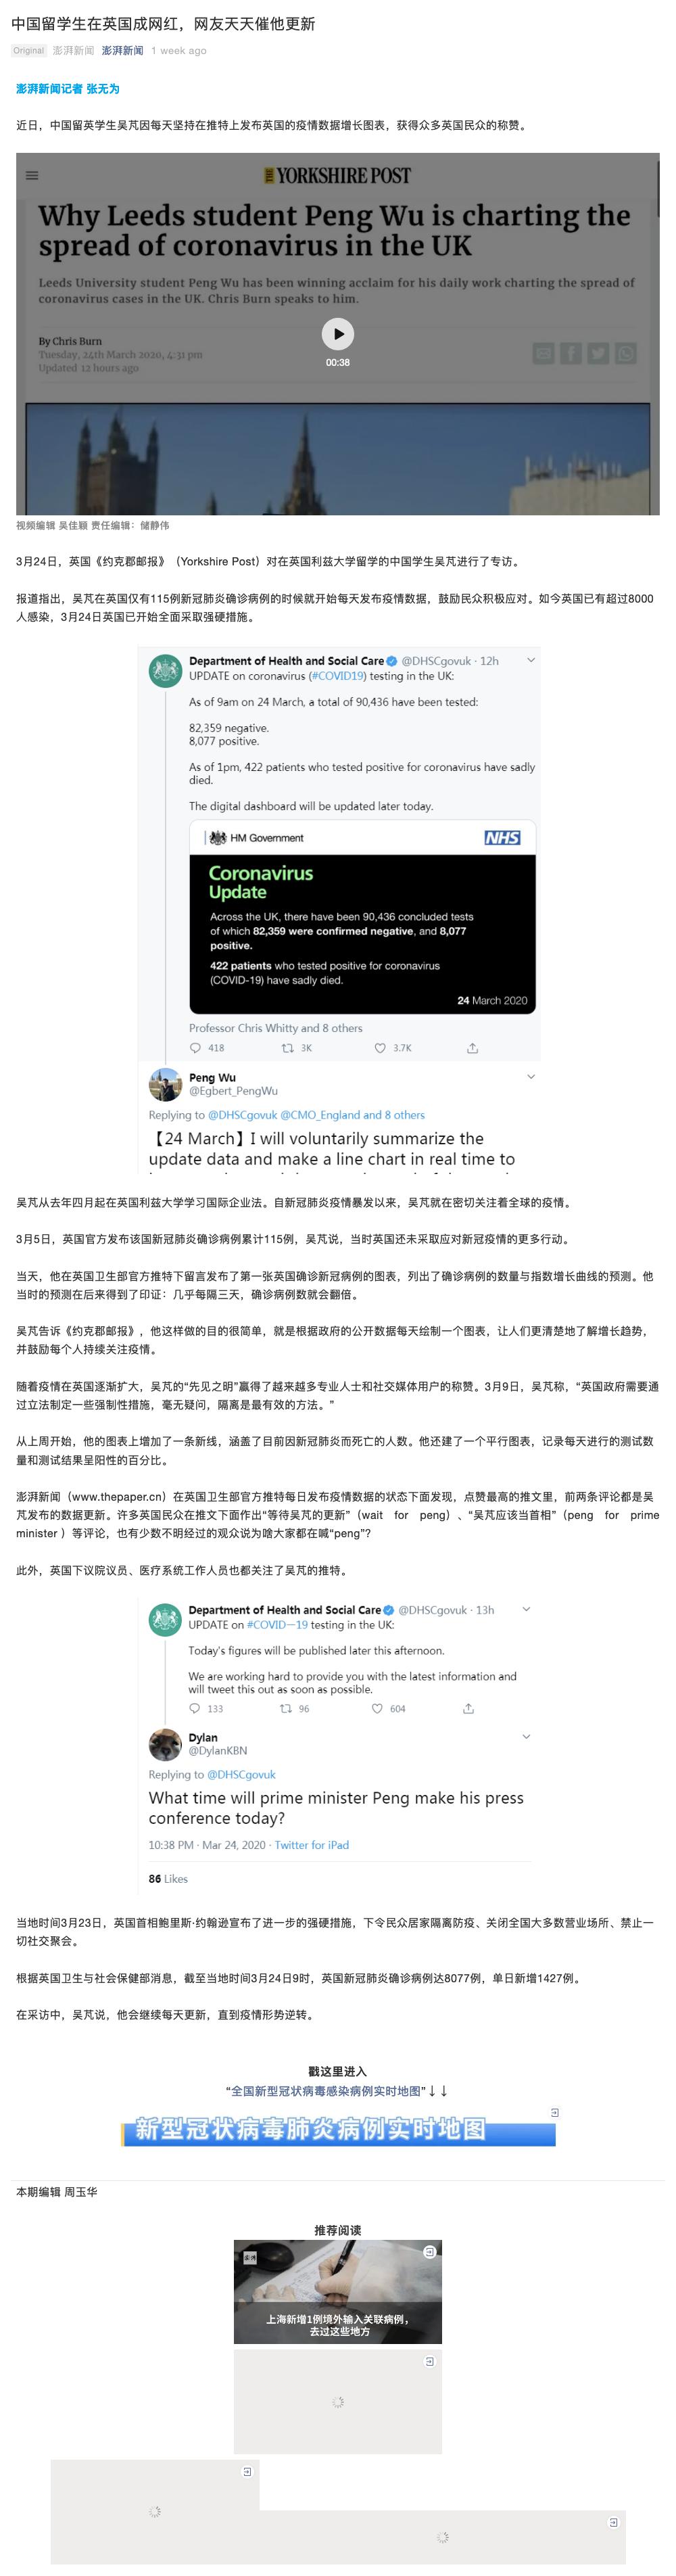 中国留学生在英国成网红，网友天天催他更新
Original 澎湃新闻 澎湃新闻 1 week ago
澎湃新闻记者 张无为
近日，中国留英学生吴芃因每天坚持在推特上发布英国的疫情数据增长图表，获得众多英国民众的称赞。
THE YORKSHIRE POST
Why Leeds student Peng Wu is charting the
spread of coronavirus in the UK
Leeds University student Peng Wu has been winning acclaim for his daily work charting the spread of
coronavirus cases in the UK. Chris Burn speaks to him.
By Chris Burn
Tuesday, 24th March 2020, 4:31 pm
Updated 12 hours ago
00:38
视频编辑 吴佳颖 责任编辑：储静伟
3月24日，英国《约克郡邮报》（Yorkshire Post）对在英国利兹大学留学的中国学生吴芃进行了专访。
报道指出，吴芃在英国仅有115例新冠肺炎确诊病例的时候就开始每天发布疫情数据，鼓励民众积极应对。如今英国已有超过8000
人感染，3月24日英国已开始全面采取强硬措施。
Department of Health and Social Care @DHSCgovuk · 12h
UPDATE on coronavirus (#COVID19) testing in the UK:
As of 9am on 24 March, a total of 90,436 have been tested:
82,359 negative.
8,077 positive.
As of 1pm, 422 patients who tested positive for coronavirus have sadly
died.
The digital dashboard will be updated later today.
HM Government NHS
Coronavirus
Update
Across the UK, there have been 90,436 concluded tests
of which 82,359 were confirmed negative, and 8,077
positive.
422 patients who tested positive for coronavirus
(COVID-19) have sadly died.
24 March 2020
Professor Chris Whitty and 8 others
418 3K 3.7K
Peng Wu
@Egbert_PengWu
Replying to @DHSCgovuk @CMO_England and 8 others
【24 March】I will voluntarily summarize the
update data and make a line chart in real time to
吴芃从去年四月起在英国利兹大学学习国际企业法。自新冠肺炎疫情暴发以来，吴芃就在密切关注着全球的疫情。
3月5日，英国官方发布该国新冠肺炎确诊病例累计115例，吴芃说，当时英国还未采取应对新冠疫情的更多行动。
当天，他在英国卫生部官方推特下留言发布了第一张英国确诊新冠病例的图表，列出了确诊病例的数量与指数增长曲线的预测。他
当时的预测在后来得到了印证：几乎每隔三天，确诊病例数就会翻倍。
吴芃告诉《约克郡邮报》，他这样做的目的很简单，就是根据政府的公开数据每天绘制一个图表，让人们更清楚地了解增长趋势，
并鼓励每个人持续关注疫情。
随着疫情在英国逐渐扩大，吴芃的“先见之明”赢得了越来越多专业人士和社交媒体用户的称赞。3月9日，吴芃称，“英国政府需要通
过立法制定一些强制性措施，毫无疑问，隔离是最有效的方法。”
从上周开始，他的图表上增加了一条新线，涵盖了目前因新冠肺炎而死亡的人数。他还建了一个平行图表，记录每天进行的测试数
量和测试结果呈阳性的百分比。
澎湃新闻（www.thepaper.cn）在英国卫生部官方推特每日发布疫情数据的状态下面发现，点赞最高的推文里，前两条评论都是吴
芃发布的数据更新。许多英国民众在推文下面作出“等待吴芃的更新”（wait for peng）、“吴芃应该当首相”（peng for prime
minister ）等评论，也有少数不明经过的观众说为啥大家都在喊“peng”?
此外，英国下议院议员、医疗系统工作人员也都关注了吴芃的推特。
Department of Health and Social Care @DHSCgovuk · 13h
UPDATE on #COVID—19 testing in the UK:
Today's figures will be published later this afternoon.
We are working hard to provide you with the latest information and
will tweet this out as soon as possible.
133 96 604
Dylan
@DylanKBN
Replying to @DHSCgovuk
What time will prime minister Peng make his press
conference today?
10:38 PM · Mar 24, 2020 · Twitter for iPad
86 Likes
当地时间3月23日，英国首相鲍里斯·约翰逊宣布了进一步的强硬措施，下令民众居家隔离防疫、关闭全国大多数营业场所、禁止一
切社交聚会。
根据英国卫生与社会保健部消息，截至当地时间3月24日9时，英国新冠肺炎确诊病例达8077例，单日新增1427例。
在采访中，吴芃说，他会继续每天更新，直到疫情形势逆转。
戳这里进入
“全国新型冠状病毒感染病例实时地图”↓↓
新型冠状病毒肺炎病例实时地图
本期编辑 周玉华
推荐阅读
澎湃
上海新增1例境外输入关联病例，
去过这些地方